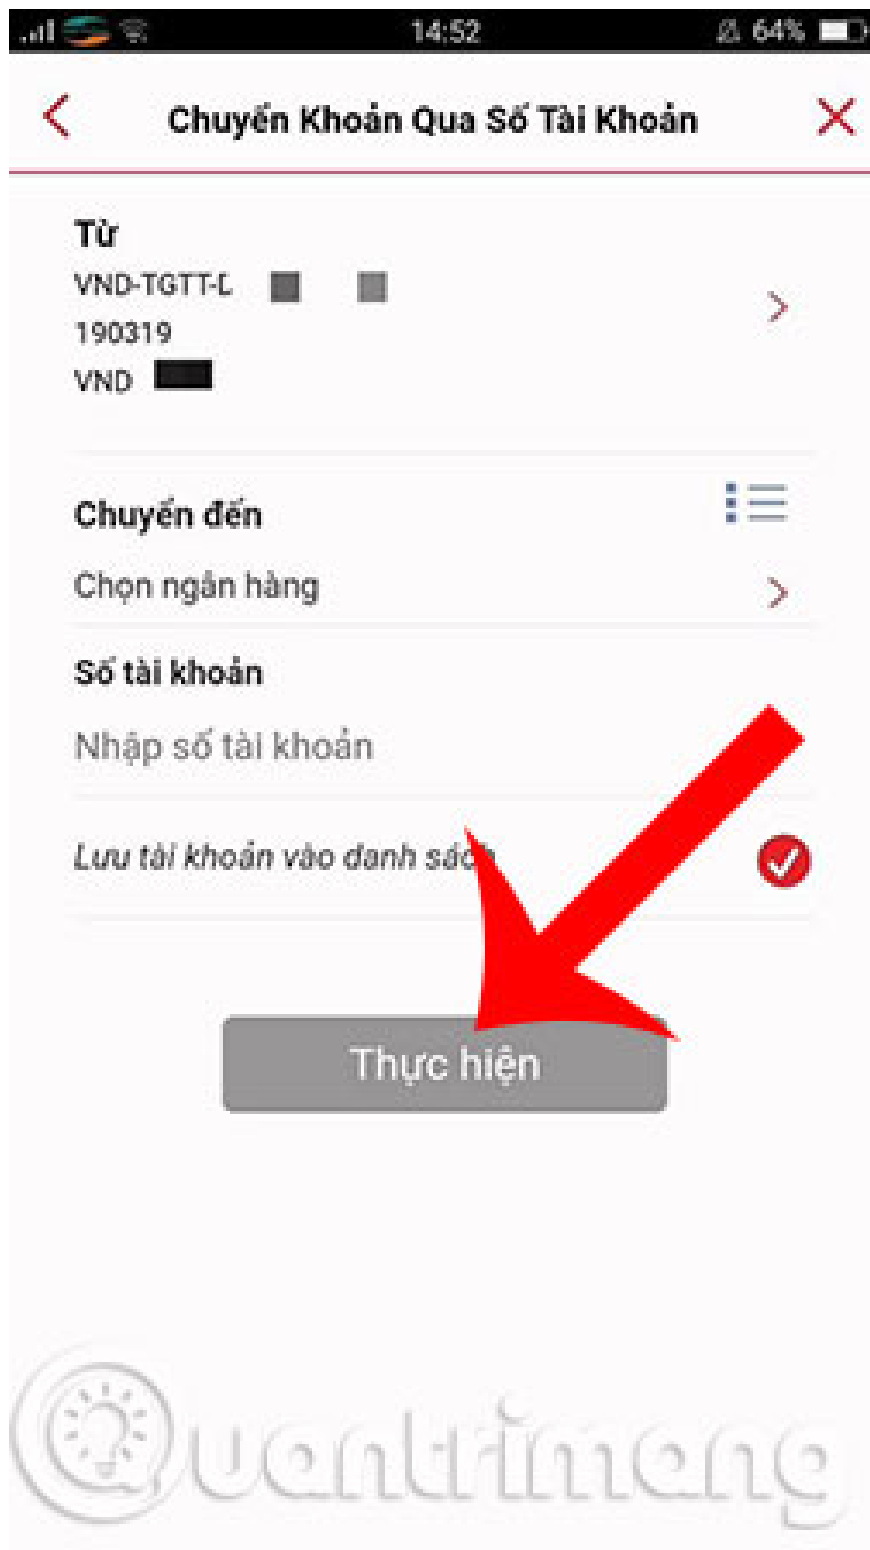 14:52
64%
Chuyển Khoản Qua Số Tài Khoản
Từ
VND-TGTT-
190319
VND
Chuyển đến
Chọn ngân hàng
Số tài khoản
Nhập số tài khoản
Lưu tài khoản vào danh sách
Thực hiện
Quantrimang